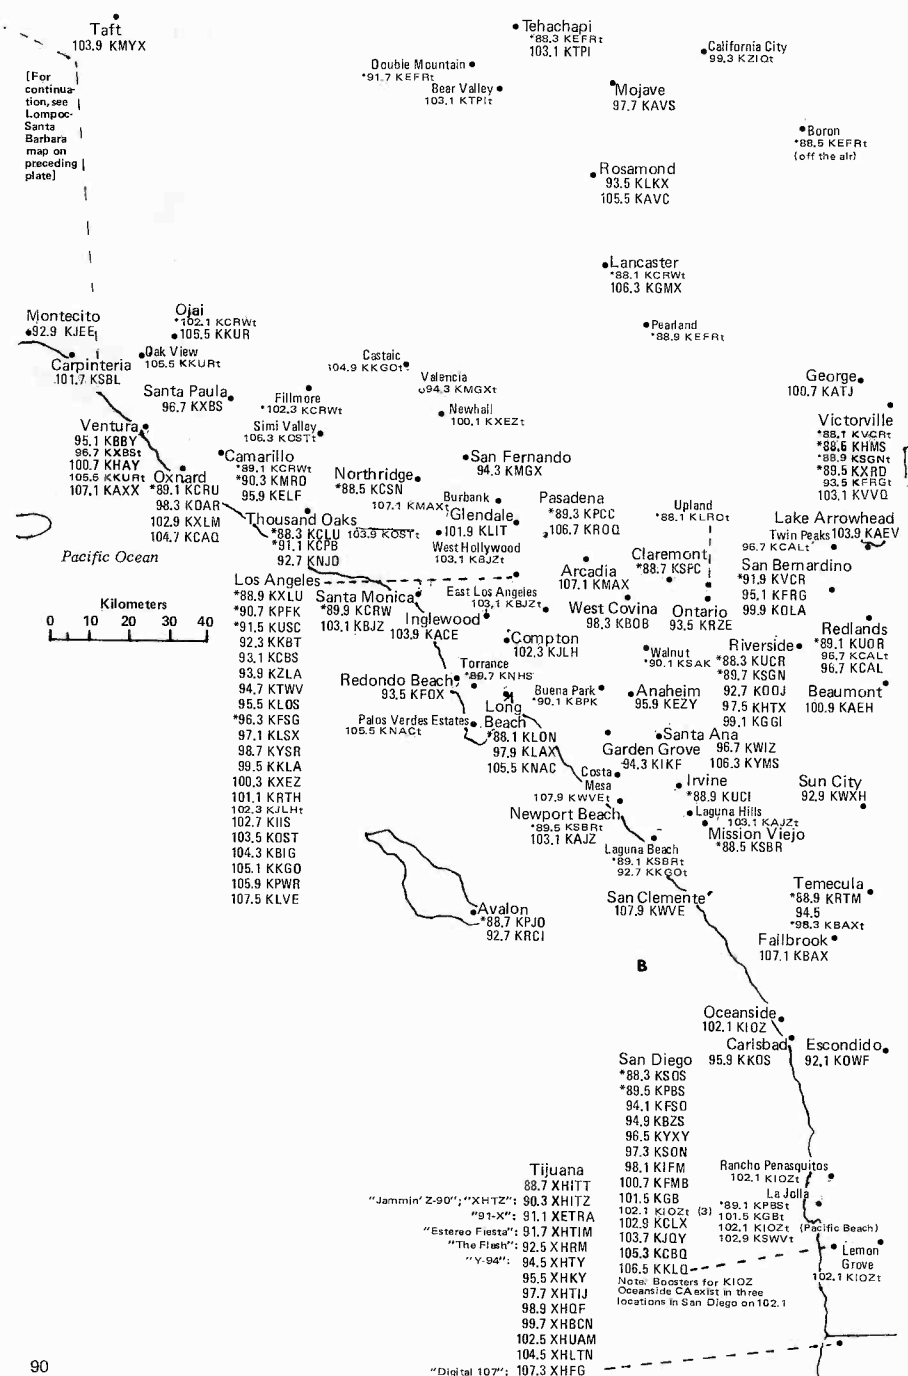 Taft
103.9 KMYX
[For
continua-
tion, see
Lompoc-
Santa
Barbara
map on
preceding
plate]
Tehachapi
*88.3 KEFRt
103.1 KTPI
Double Mountain
*91.7 KEFRt
Bear Valley
103.1 KTPIt
California City
99.3 KZIQt
Mojave
97.7 KAVS
Boron
*88.5 KEFRt
(off the air)
Rosamond
93.5 KLKX
105.5 KAVC
Lancaster
*88.1 KCRWt
106.3 KGMX
Pearland
*88.9 KEFRt
Montecito
92.9 KJEE
Ojai
*102.1 KCRWt
105.5 KKUR
Oak View
105.5 KKURt
Carpinteria
101.7 KSBL
Santa Paula
96.7 KXBS
Fillmore
*102.3 KCRWt
Castaic
104.9 KKGOt
Valencia
94.3 KMGXt
Newhall
100.1 KXEZt
George
100.7 KATJ
Victorville
*88.1 KVCRt
*88.6 KHMS
*88.9 KSGNt
*89.5 KXRD
93.5 KFRGt
103.1 KVVQ
Ventura
95.1 KBBY
96.7 KXBSt
100.7 KHAY
105.5 KKURt
107.1 KAXX
Simi Valley
106.3 KOSTt
Camarillo
*89.1 KCRWt
*90.3 KMRO
95.9 KELF
Oxnard
*89.1 KCRU
98.3 KDAR
102.9 KXLM
104.7 KCAQ
Northridge
*88.5 KCSN
San Fernando
94.3 KMGX
Burbank
107.1 KMAXt
Glendale
101.9 KLIT
Pasadena
*89.3 KPCC
106.7 KROQ
Upland
*88.1 KLROt
Lake Arrowhead
103.9 KAEV
Twin Peaks
96.7 KCALt
Thousand Oaks
*88.3 KCLU 103.9 KOSTt
*91.1 KCPB
92.7 KNJO
West Hollywood
103.1 KBJZt
Pacific Ocean
Kilometers
0 10 20 30 40
Los Angeles
*88.9 KXLU
*90.7 KPFK
*91.5 KUSC
92.3 KKBT
93.1 KCBS
93.9 KZLA
94.7 KTWV
95.5 KLOS
*96.3 KFSG
97.1 KLSX
98.7 KYSR
99.5 KKLA
100.3 KXEZ
101.1 KRTH
102.3 KJLHt
102.7 KIIS
103.5 KOST
104.3 KBIG
105.1 KKGO
105.9 KPWR
107.5 KLVE
Santa Monica
*89.9 KCRW
103.1 KBJZ
East Los Angeles
103.1 KBJZt
Inglewood
103.9 KACE
Arcadia
107.1 KMAX
Claremont
*88.7 KSPC
San Bernardino
*91.9 KVCR
95.1 KFRG
99.9 KOLA
West Covina
98.3 KBOB
Ontario
93.5 KRZE
Compton
102.3 KJLH
Redlands
*89.1 KUOR
96.7 KCALt
96.7 KCAL
Riverside
*88.3 KUCR
*89.7 KSGN
92.7 KOOJ
97.5 KHTX
99.1 KGGI
Walnut
*90.1 KSAK
Torrance
*89.7 KNHS
Redondo Beach
93.5 KFOX
Buena Park
*90.1 KBPK
Anaheim
95.9 KEZY
Beaumont
100.9 KAEH
Palos Verdes Estates
105.5 KNACt
Long
Beach
*88.1 KLON
97.9 KLAX
105.5 KNAC
Santa Ana
96.7 KWIZ
106.3 KYMS
Garden Grove
94.3 KIKF
Costa
Mesa
107.9 KWVEt
Irvine
*88.9 KUCI
Sun City
92.9 KWXH
Newport Beach
*89.5 KSBRt
103.1 KAJZ
Laguna Hills
103.1 KAJZt
Mission Viejo
*88.5 KSBR
Laguna Beach
*89.1 KSBRt
92.7 KKGOt
San Clemente
107.9 KWVE
Temecula
*88.9 KRTM
94.5
*98.3 KBAXt
Avalon
*88.7 KPJO
92.7 KRCI
Fallbrook
107.1 KBAX
B
Oceanside
102.1 KIOZ
Carlsbad
95.9 KKOS
Escondido
92.1 KOWF
San Diego
*88.3 KSDS
*89.5 KPBS
94.1 KFSD
94.9 KBZS
96.5 KYXY
97.3 KSON
98.1 KIFM
100.7 KFMB
101.5 KGB
102.1 KIOZt (3)
102.9 KCLX
103.7 KJQY
105.3 KCBQ
106.5 KKLQ
Note: Boosters for KIOZ
Oceanside CA exist in three
locations in San Diego on 102.1
Rancho Penasquitos
102.1 KIOZt
La Jolla
*89.1 KPBSt
101.5 KGBt
102.1 KIOZt (Pacific Beach)
102.9 KSWVt
Lemon
Grove
102.1 KIOZt
Tijuana
88.7 XHITT
"Jammin' Z-90"; "XHTZ": 90.3 XHITZ
"91-X": 91.1 XETRA
"Estereo Fiesta": 91.7 XHTIM
"The Flash": 92.5 XHRM
"Y-94": 94.5 XHTY
95.5 XHKY
97.7 XHTIJ
98.9 XHQF
99.7 XHBCN
102.5 XHUAM
104.5 XHLTN
"Digital 107": 107.3 XHFG
90